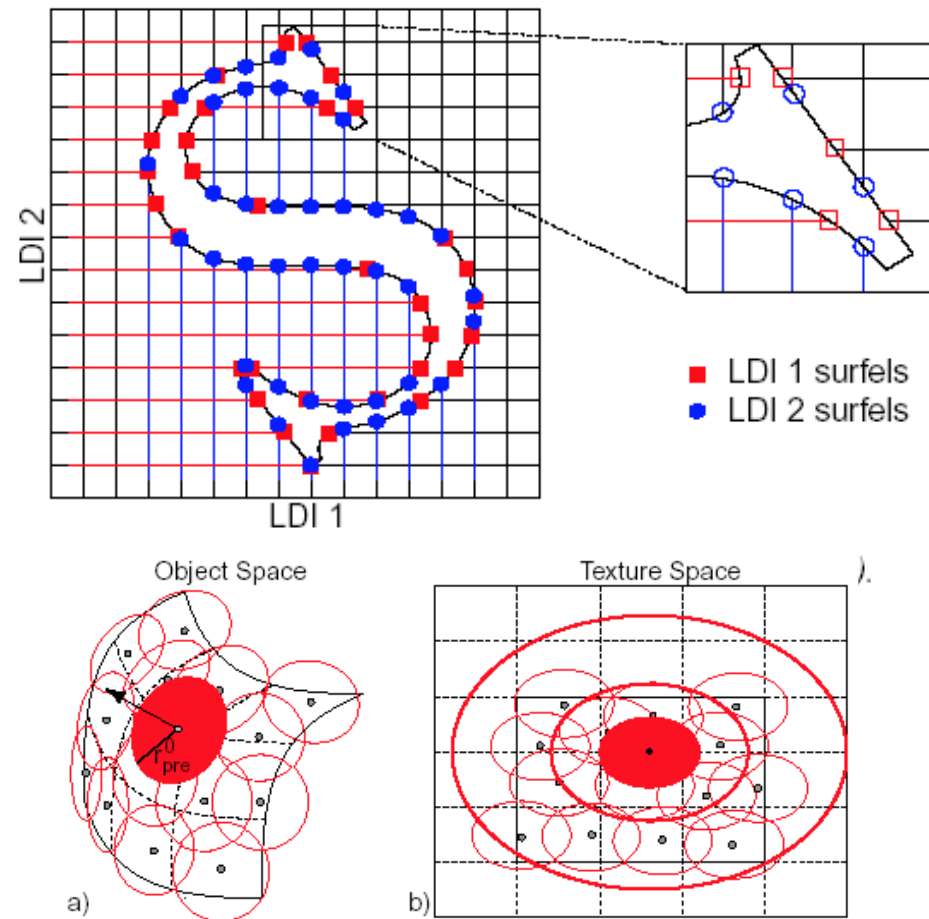 LDI 2
LDI 1
LDI 1 surfels
LDI 2 surfels
Object Space
Texture Space
).
r⁰pre
a)
b)